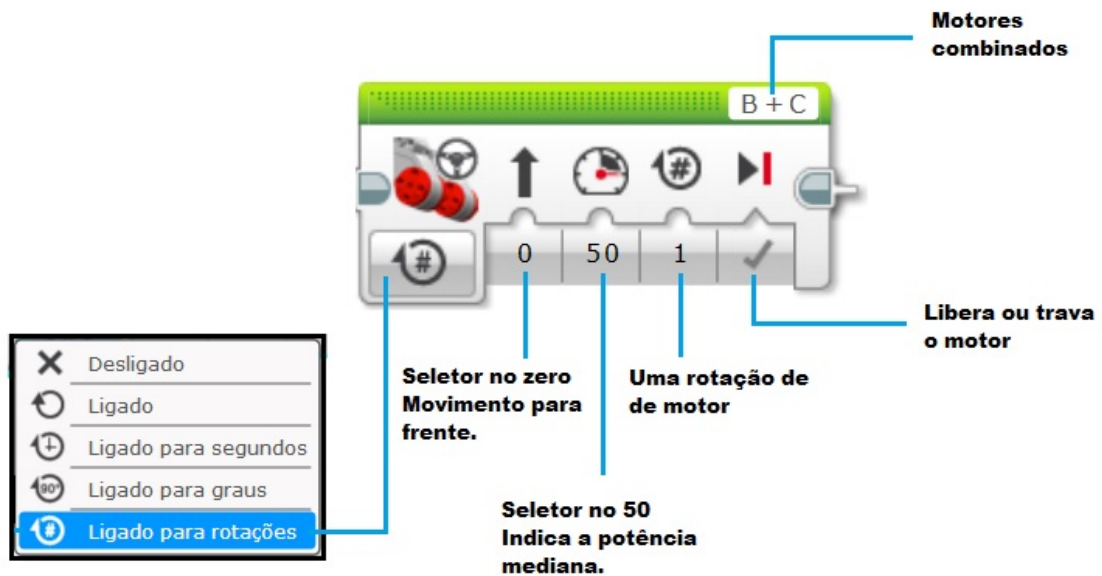 Motores
combinados
B + C
#
#
0 50 1
Libera ou trava
o motor
Desligado
Ligado
Ligado para segundos
90° Ligado para graus
# Ligado para rotações
Seletor no zero
Movimento para
frente.
Uma rotação de
de motor
Seletor no 50
Indica a potência
mediana.